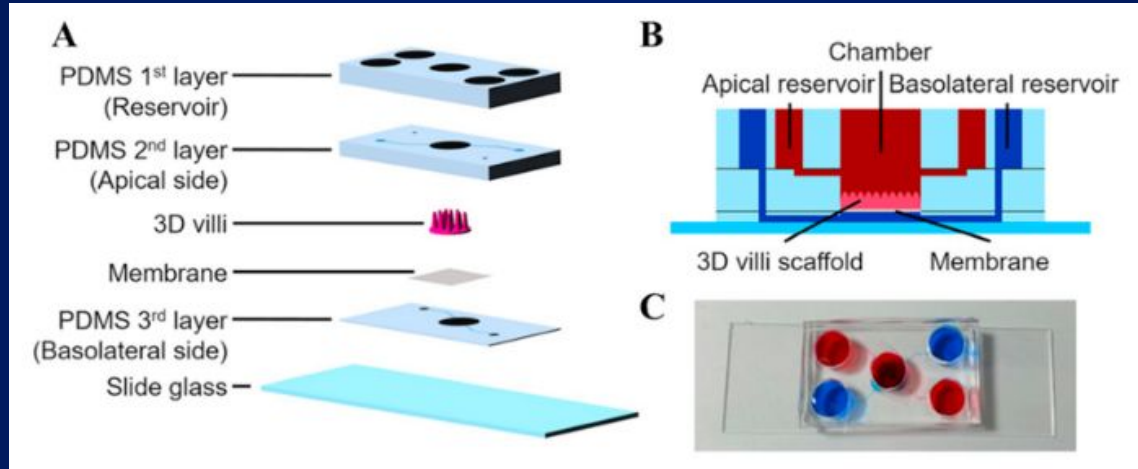 A
PDMS 1st layer
(Reservoir)
PDMS 2nd layer
(Apical side)
3D villi
Membrane
PDMS 3rd layer
(Basolateral side)
Slide glass
B
Chamber
Apical reservoir
Basolateral reservoir
3D villi scaffold
Membrane
C